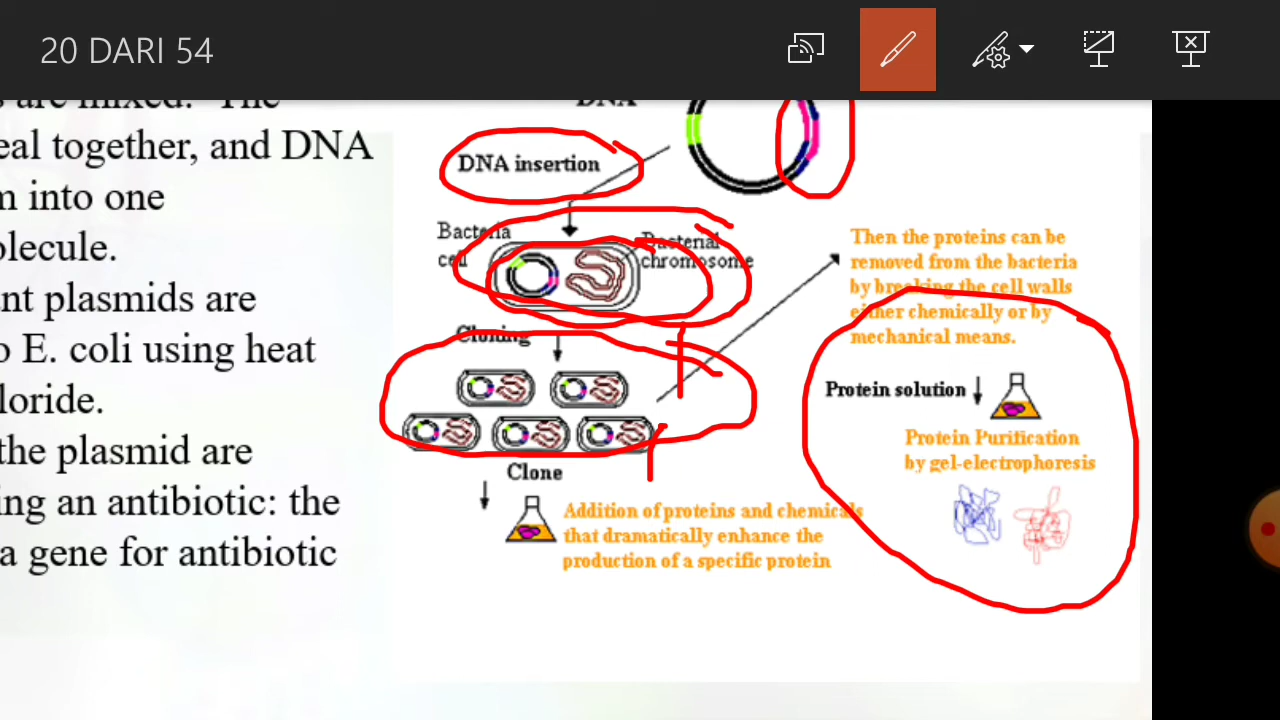 20 DARI 54
s are mixed. The
eal together, and DNA
m into one
olecule.
ant plasmids are
o E. coli using heat
loride.
the plasmid are
ing an antibiotic: the
a gene for antibiotic
DNA
DNA insertion
Bacteria
cell
Bacterial
chromosome
Cloning
Clone
Addition of proteins and chemicals
that dramatically enhance the
production of a specific protein
Then the proteins can be
removed from the bacteria
by breaking the cell walls
either chemically or by
mechanical means.
Protein solution
Protein Purification
by gel-electrophoresis